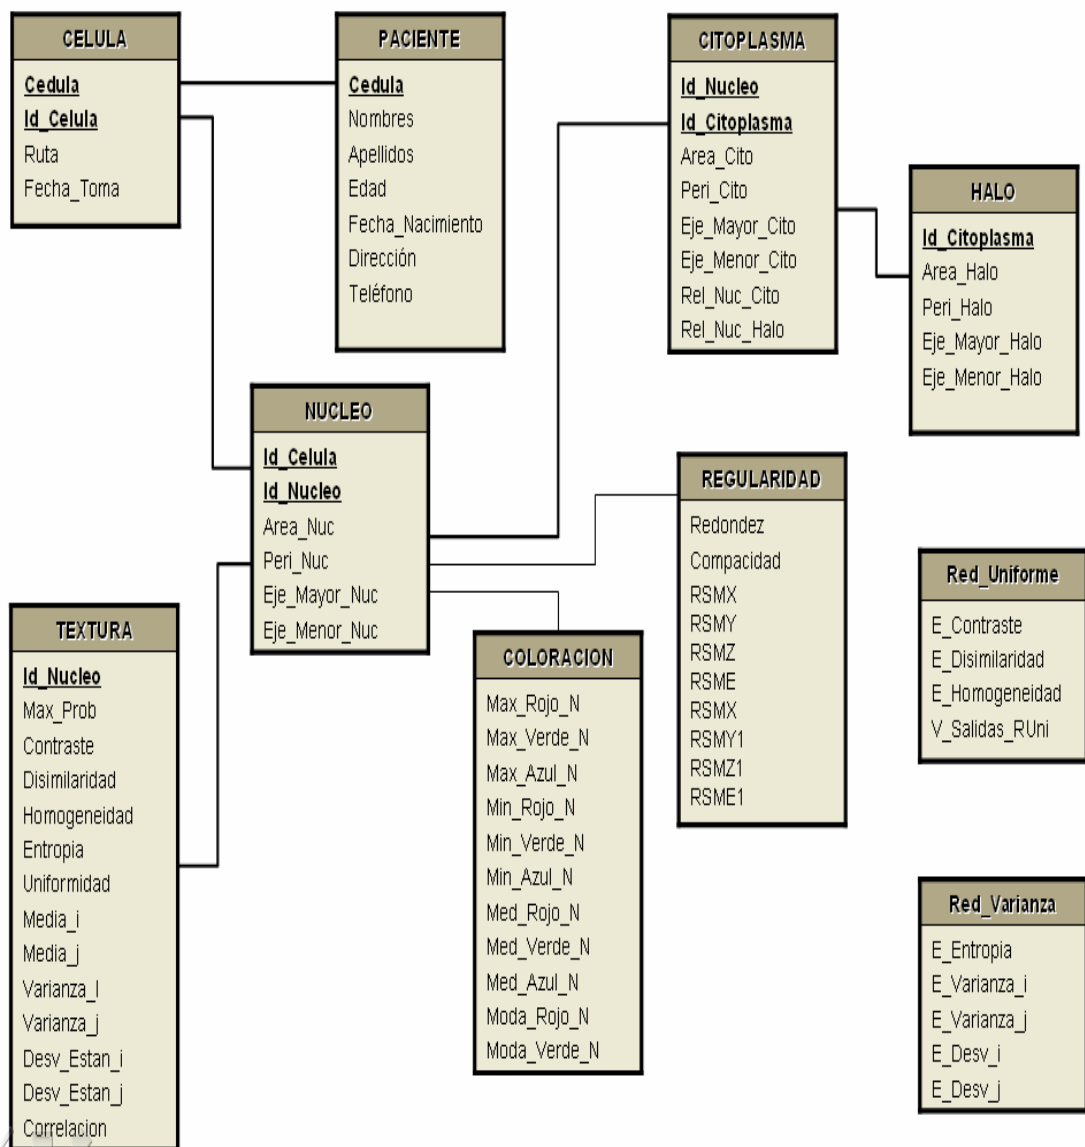 CELULA
Cedula
Id_Celula
Ruta
Fecha_Toma
PACIENTE
Cedula
Nombres
Apellidos
Edad
Fecha_Nacimiento
Dirección
Teléfono
CITOPLASMA
Id_Nucleo
Id_Citoplasma
Area_Cito
Peri_Cito
Eje_Mayor_Cito
Eje_Menor_Cito
Rel_Nuc_Cito
Rel_Nuc_Halo
HALO
Id_Citoplasma
Area_Halo
Peri_Halo
Eje_Mayor_Halo
Eje_Menor_Halo
NUCLEO
Id_Celula
Id_Nucleo
Area_Nuc
Peri_Nuc
Eje_Mayor_Nuc
Eje_Menor_Nuc
REGULARIDAD
Redondez
Compacidad
RSMX
RSMY
RSMZ
RSME
RSMX
RSMY1
RSMZ1
RSME1
Red_Uniforme
E_Contraste
E_Disimilaridad
E_Homogeneidad
V_Salidas_RUni
TEXTURA
Id_Nucleo
Max_Prob
Contraste
Disimilaridad
Homogeneidad
Entropia
Uniformidad
Media_i
Media_j
Varianza_I
Varianza_j
Desv_Estan_i
Desv_Estan_j
Correlacion
COLORACION
Max_Rojo_N
Max_Verde_N
Max_Azul_N
Min_Rojo_N
Min_Verde_N
Min_Azul_N
Med_Rojo_N
Med_Verde_N
Med_Azul_N
Moda_Rojo_N
Moda_Verde_N
Red_Varianza
E_Entropia
E_Varianza_i
E_Varianza_j
E_Desv_i
E_Desv_j